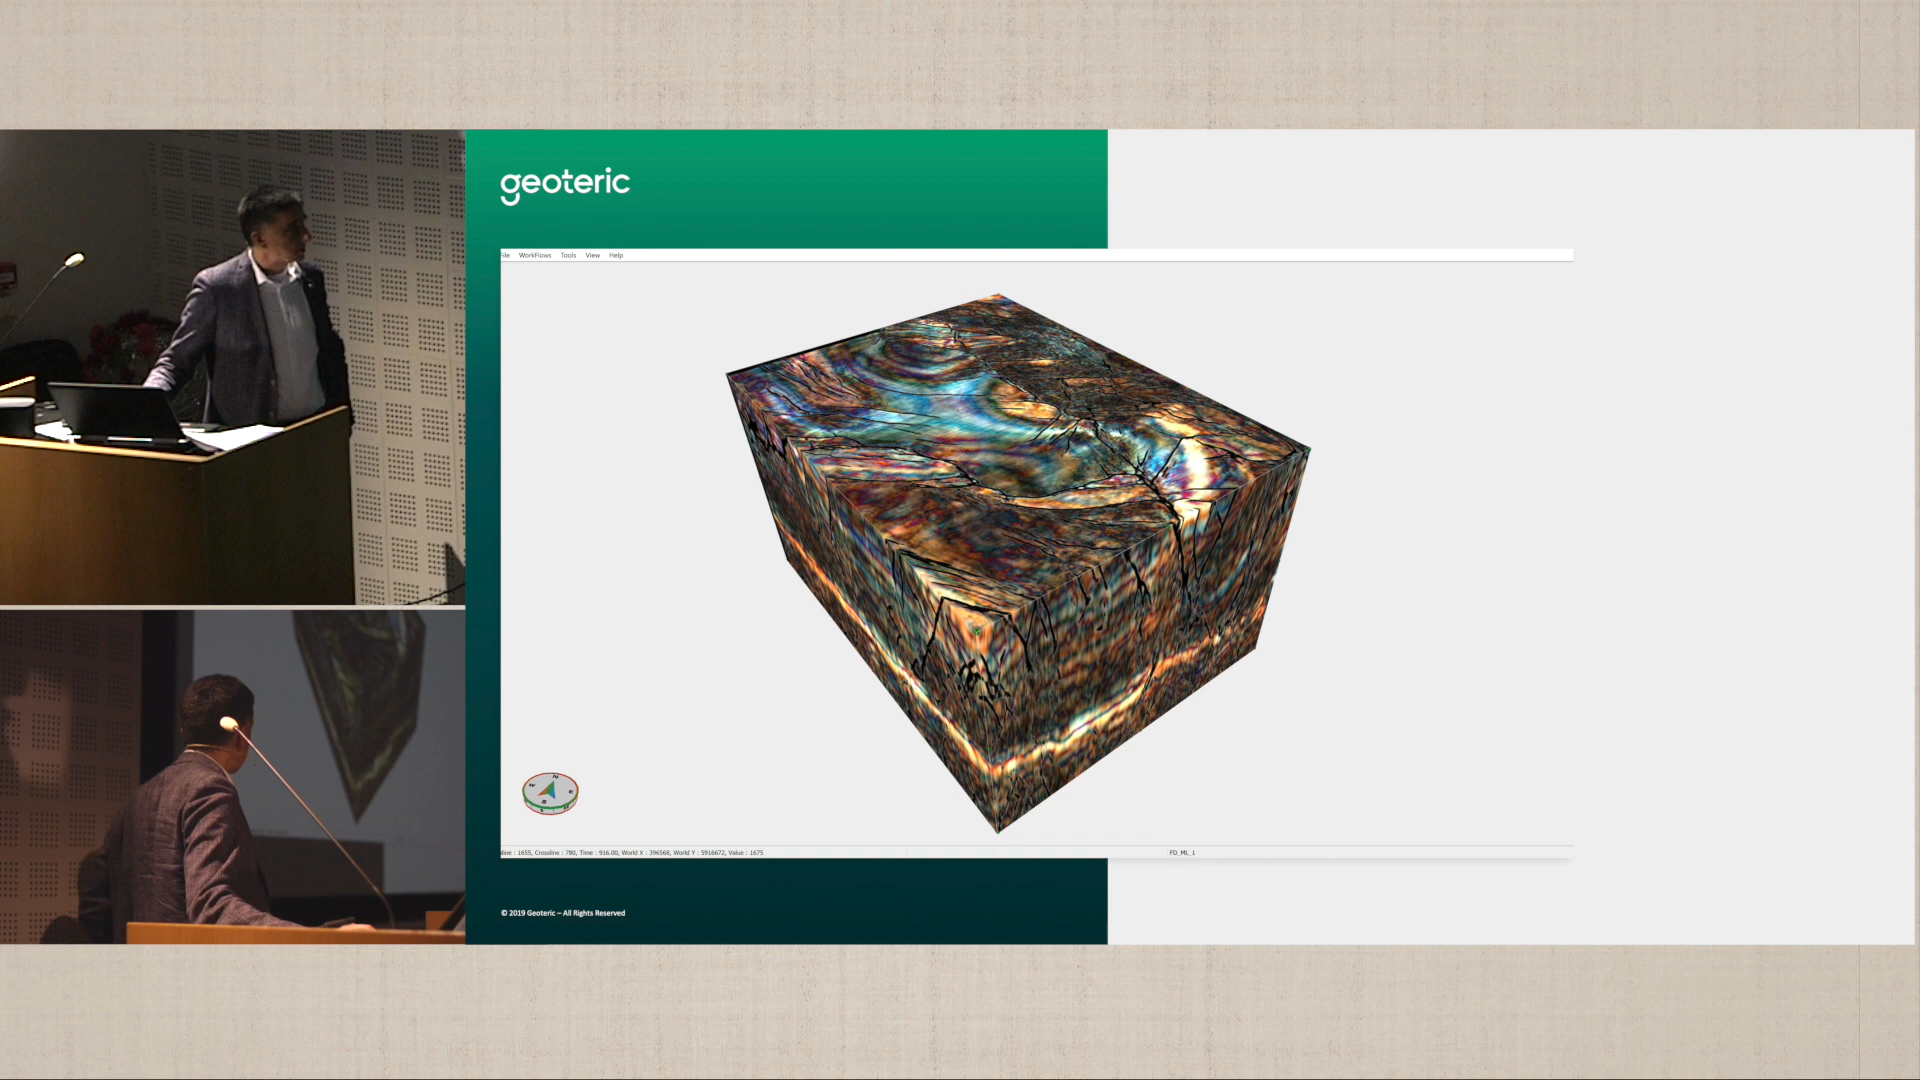 geoteric
File WorkFlows Tools View Help
line : 1655, Crossline : 780, Time : 916.00, World X : 396568, World Y : 5916672, Value : 1675
FD_ML_1
© 2019 Geoteric – All Rights Reserved